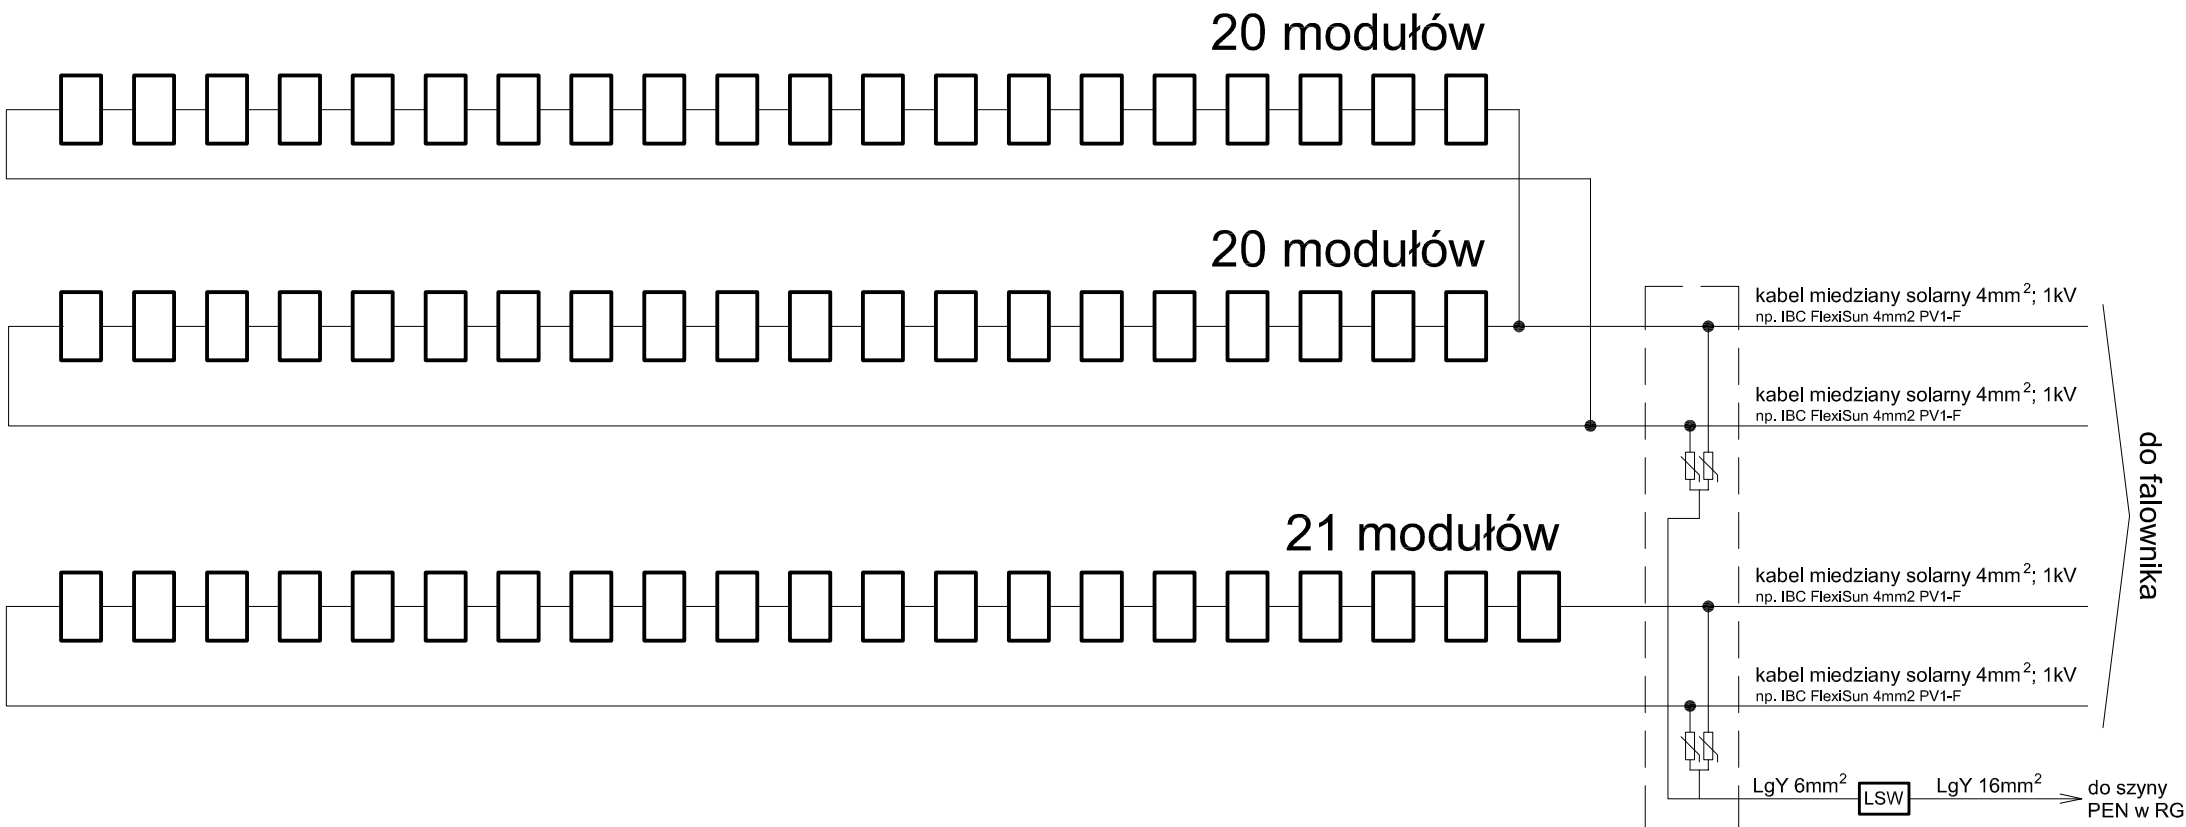 20 modułów
20 modułów
kabel miedziany solarny 4mm²; 1kV
np. IBC FlexiSun 4mm2 PV1-F
kabel miedziany solarny 4mm²; 1kV
np. IBC FlexiSun 4mm2 PV1-F
21 modułów
kabel miedziany solarny 4mm²; 1kV
np. IBC FlexiSun 4mm2 PV1-F
kabel miedziany solarny 4mm²; 1kV
np. IBC FlexiSun 4mm2 PV1-F
do falownika
LgY 6mm²
LSW
LgY 16mm²
do szyny
PEN w RG